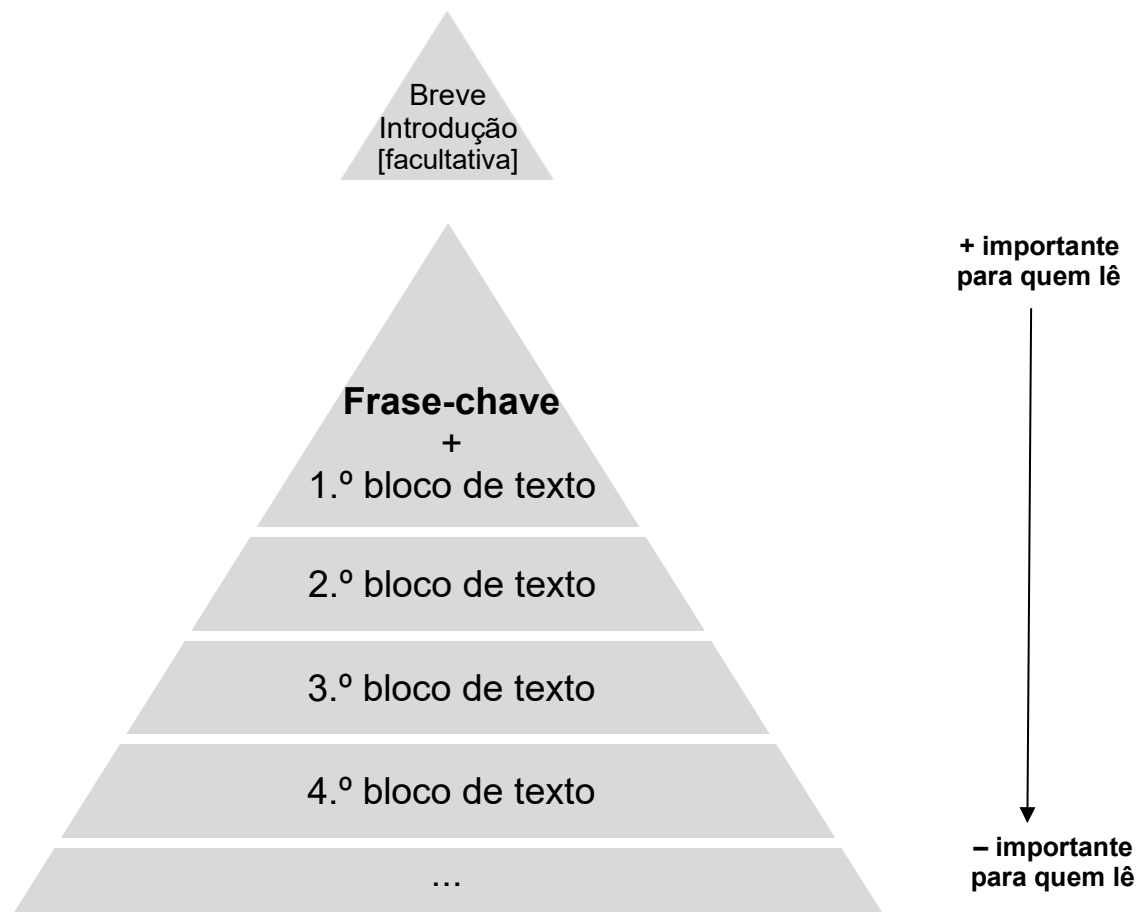 Breve
Introdução
[facultativa]
+ importante
para quem lê
Frase-chave
+
1.º bloco de texto
2.º bloco de texto
3.º bloco de texto
4.º bloco de texto
...
– importante
para quem lê